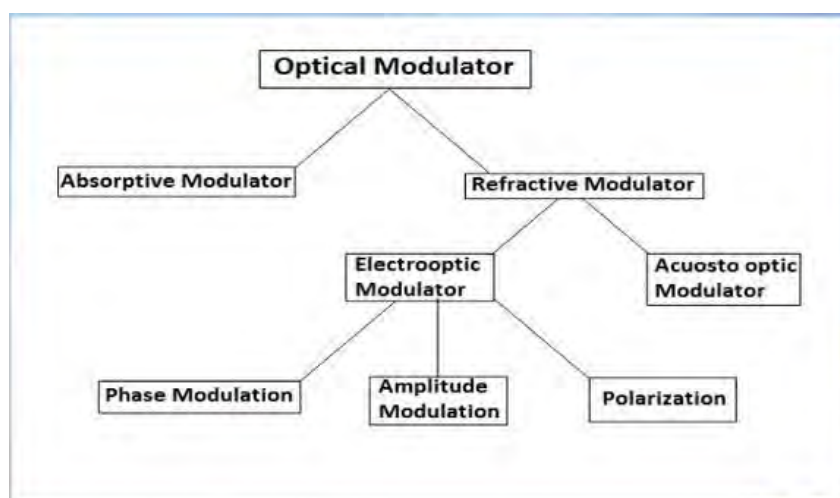 Optical Modulator
Absorptive Modulator
Refractive Modulator
Electrooptic
Modulator
Acuosto optic
Modulator
Phase Modulation
Amplitude
Modulation
Polarization